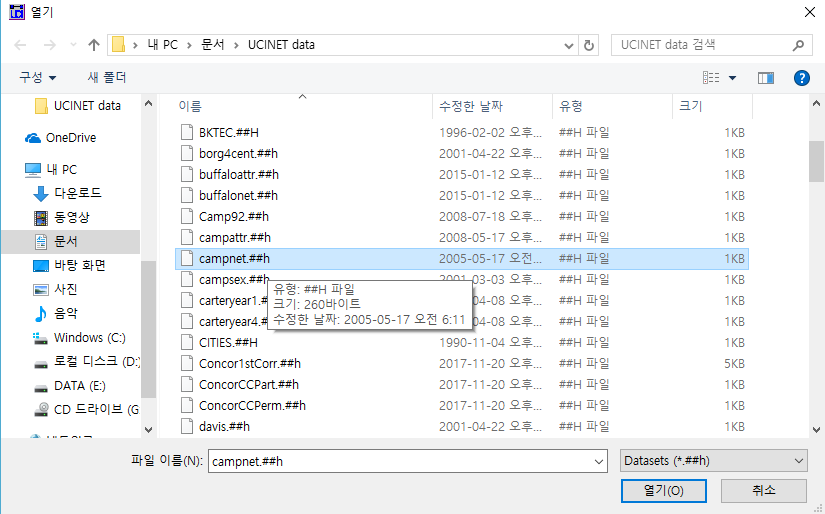 열기
내 PC > 문서 > UCINET data
UCINET data 검색
구성
새 폴더
UCINET data
OneDrive
내 PC
다운로드
동영상
문서
바탕 화면
사진
음악
Windows (C:)
로컬 디스크 (D:)
DATA (E:)
CD 드라이브 (G
이름 수정한 날짜 유형 크기
BKTEC.##H 1996-02-02 오후... ##H 파일 1KB
borg4cent.##h 2001-04-22 오후... ##H 파일 1KB
buffaloattr.##h 2015-01-12 오후... ##H 파일 1KB
buffalonet.##h 2015-01-12 오후... ##H 파일 1KB
Camp92.##h 2008-07-18 오후... ##H 파일 1KB
campattr.##h 2008-05-17 오후... ##H 파일 1KB
campnet.##h 2005-05-17 오전... ##H 파일 1KB
campsex.##h 2001-03-03 오후... ##H 파일 1KB
carteryear1. -04-08 오후... ##H 파일 1KB
carteryear4. -04-08 오후... ##H 파일 1KB
유형: ##H 파일
크기: 260바이트
수정한 날짜: 2005-05-17 오전 6:11
CITIES.##H 1990-11-04 오후... ##H 파일 1KB
Concor1stCorr.##h 2017-11-20 오후... ##H 파일 5KB
ConcorCCPart.##h 2017-11-20 오후... ##H 파일 1KB
ConcorCCPerm.##h 2017-11-20 오후... ##H 파일 1KB
davis.##h 2001-04-22 오후... ##H 파일 1KB
파일 이름(N): campnet.##h
Datasets (*.##h)
열기(O) 취소